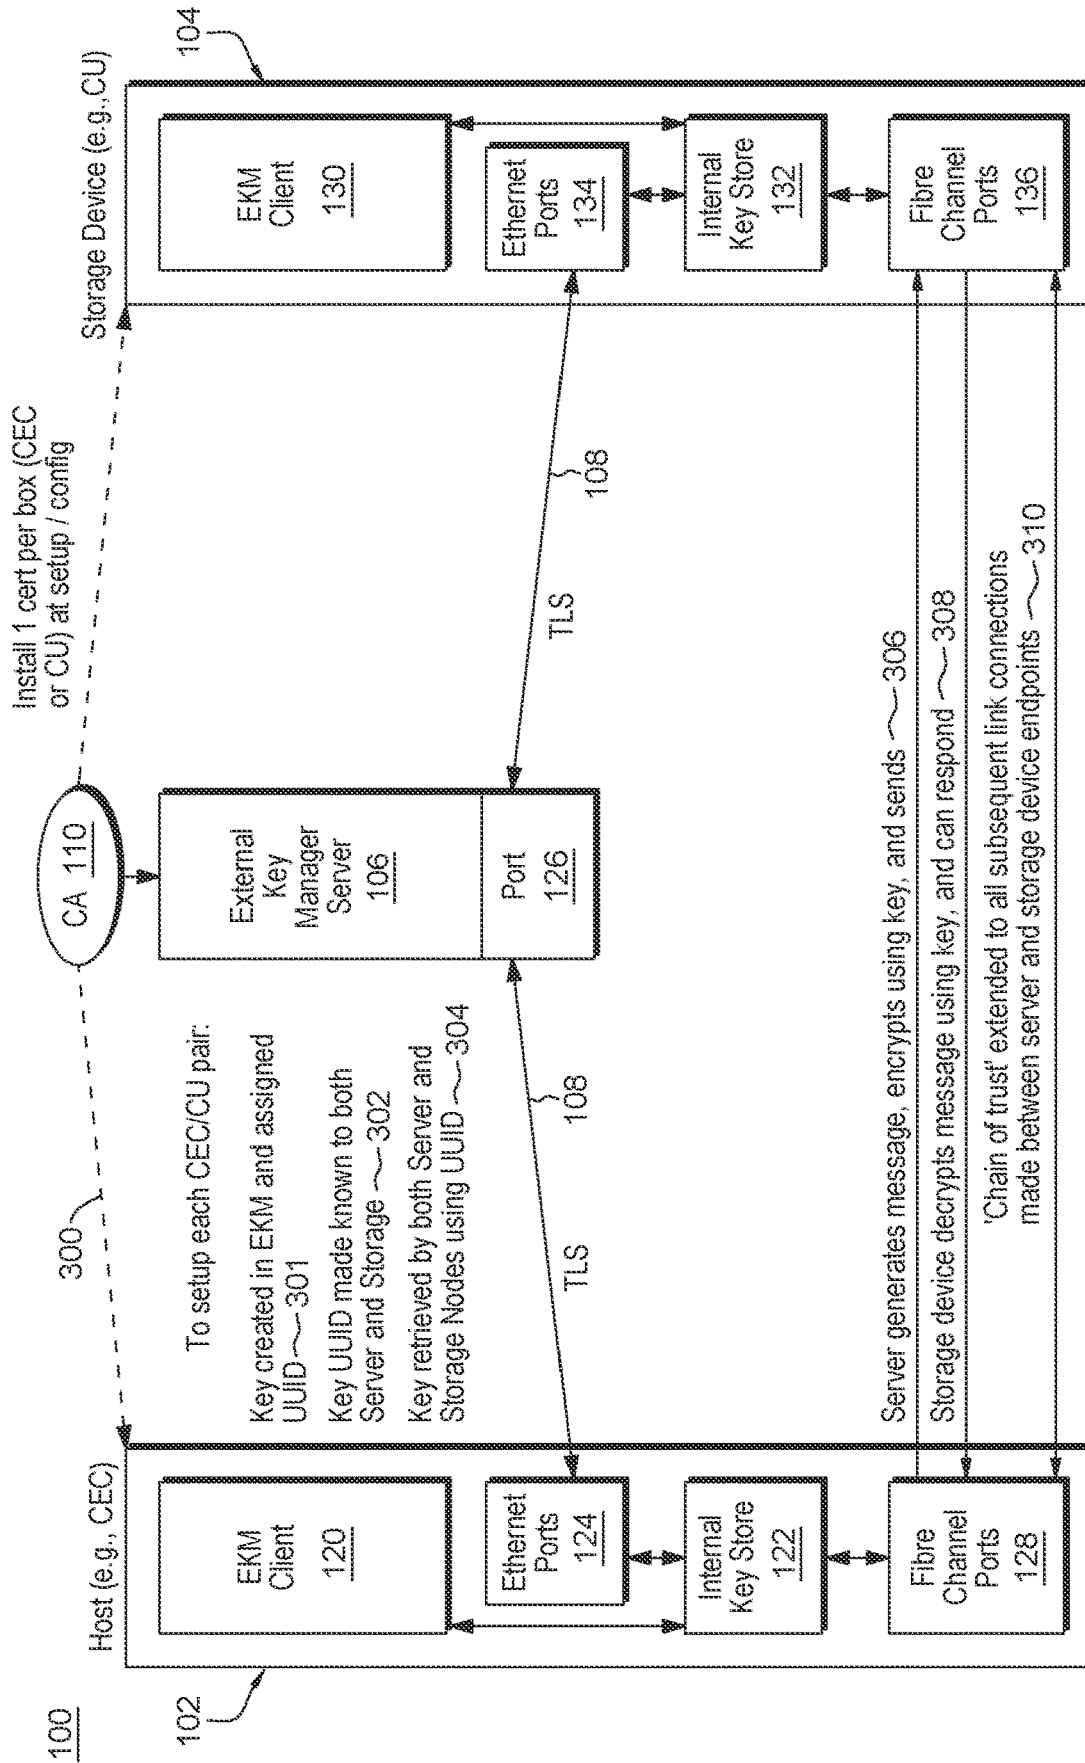 100
102
Host (e.g., CEC)
EKM
Client
120
Ethernet
Ports
124
Internal
Key Store
122
Fibre
Channel
Ports
128
300
CA 110
Install 1 cert per box (CEC
or CU) at setup / config
To setup each CEC/CU pair:
Key created in EKM and assigned
UUID 301
Key UUID made known to both
Server and Storage 302
Key retrieved by both Server and
Storage Nodes using UUID 304
External
Key
Manager
Server
106
Port
126
TLS
108
TLS
108
Server generates message, encrypts using key, and sends 306
Storage device decrypts message using key, and can respond 308
'Chain of trust' extended to all subsequent link connections
made between server and storage device endpoints 310
Storage Device (e.g.,CU)
104
EKM
Client
130
Ethernet
Ports
134
Internal
Key Store
132
Fibre
Channel
Ports
136